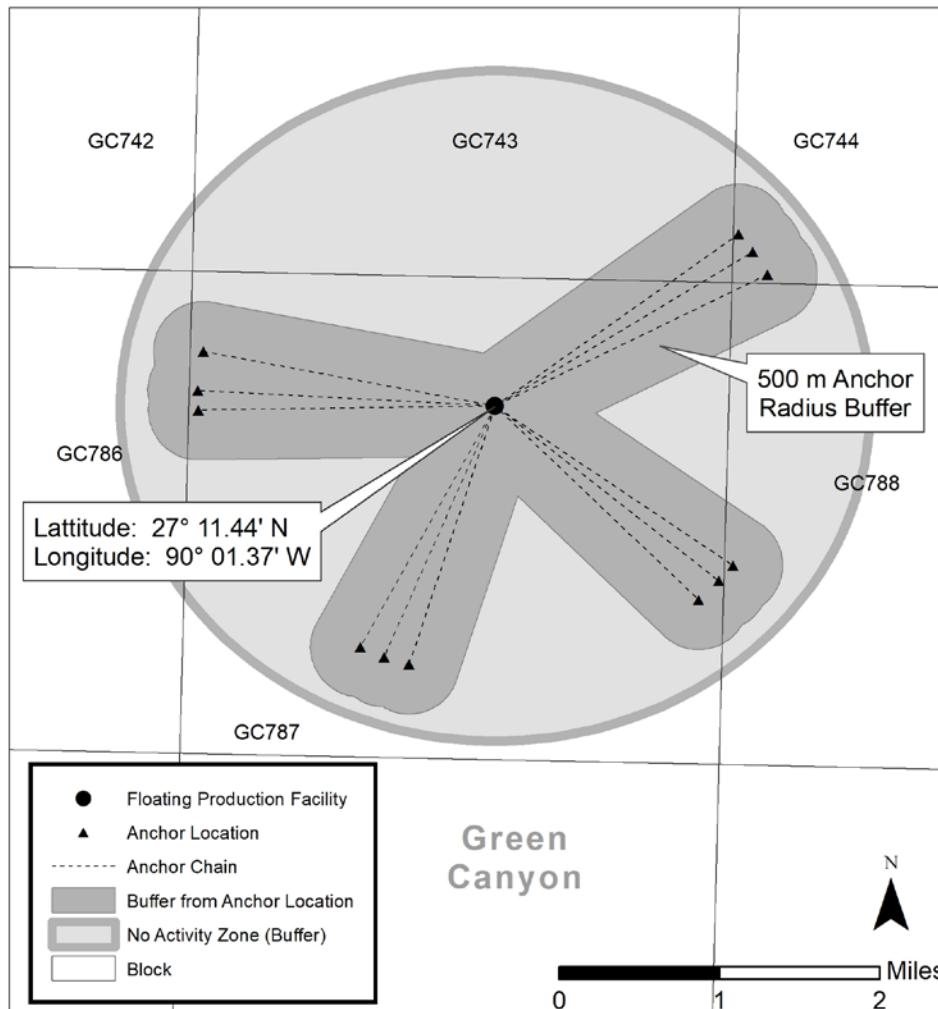 GC742
GC743
GC744
500 m Anchor
Radius Buffer
GC786
GC788
Lattitude: 27° 11.44' N
Longitude: 90° 01.37' W
GC787
Floating Production Facility
Anchor Location
Anchor Chain
Buffer from Anchor Location
No Activity Zone (Buffer)
Block
Green
Canyon
N
Miles
0 1 2